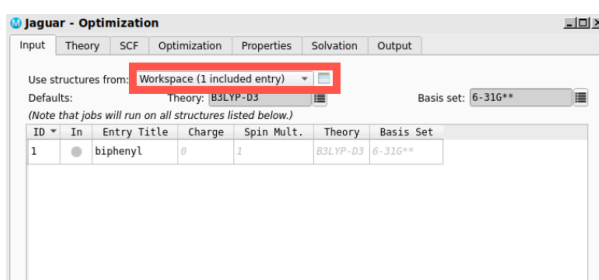 Jaguar - Optimization
Input Theory SCF Optimization Properties Solvation Output
Use structures from: Workspace (1 included entry)
Defaults: Theory: B3LYP-D3 Basis set: 6-31G**
(Note that jobs will run on all structures listed below.)
ID In Entry Title Charge Spin Mult. Theory Basis Set
1 biphenyl 0 1 B3LYP-D3 6-31G**